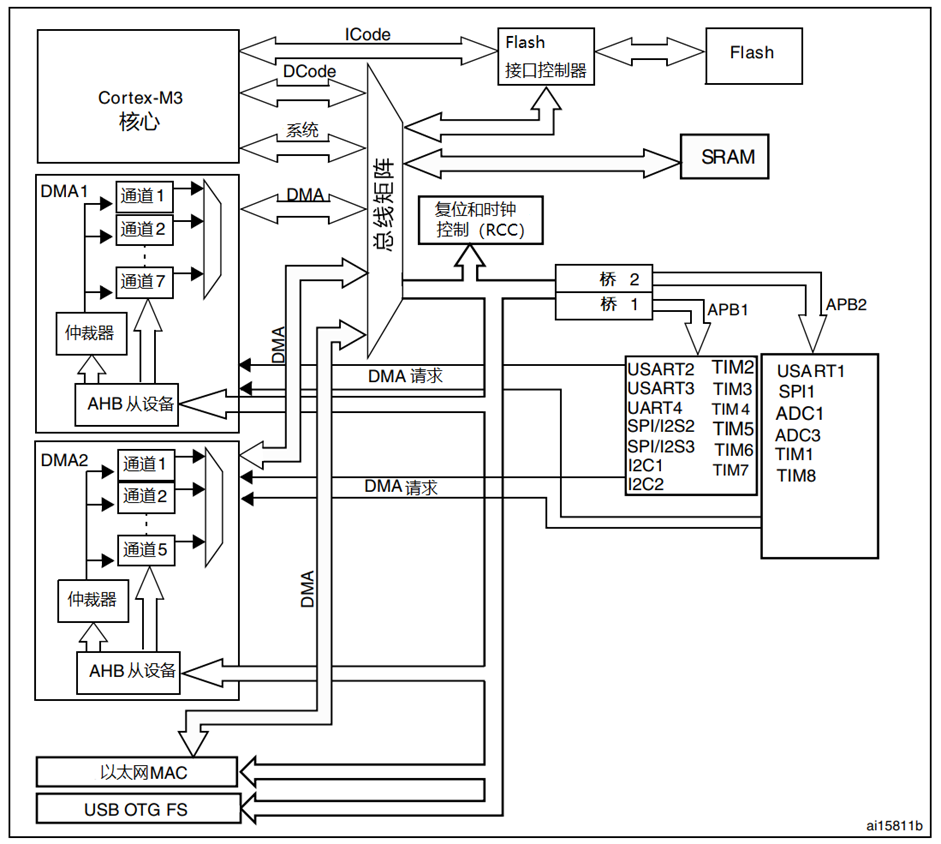 ICode
Flash
接口控制器
Flash
Cortex-M3
核心
DCode
系统
总线矩阵
SRAM
DMA1
通道1
通道2
通道7
DMA
复位和时钟
控制（RCC）
仲裁器
AHB 从设备
DMA
桥 2
桥 1
APB1
APB2
DMA 请求
USART2
USART3
UART4
SPI/I2S2
SPI/I2S3
I2C1
I2C2
TIM2
TIM3
TIM4
TIM5
TIM6
TIM7
USART1
SPI1
ADC1
ADC3
TIM1
TIM8
DMA2
通道1
通道2
通道5
DMA 请求
仲裁器
AHB 从设备
DMA
以太网MAC
USB OTG FS
ai15811b